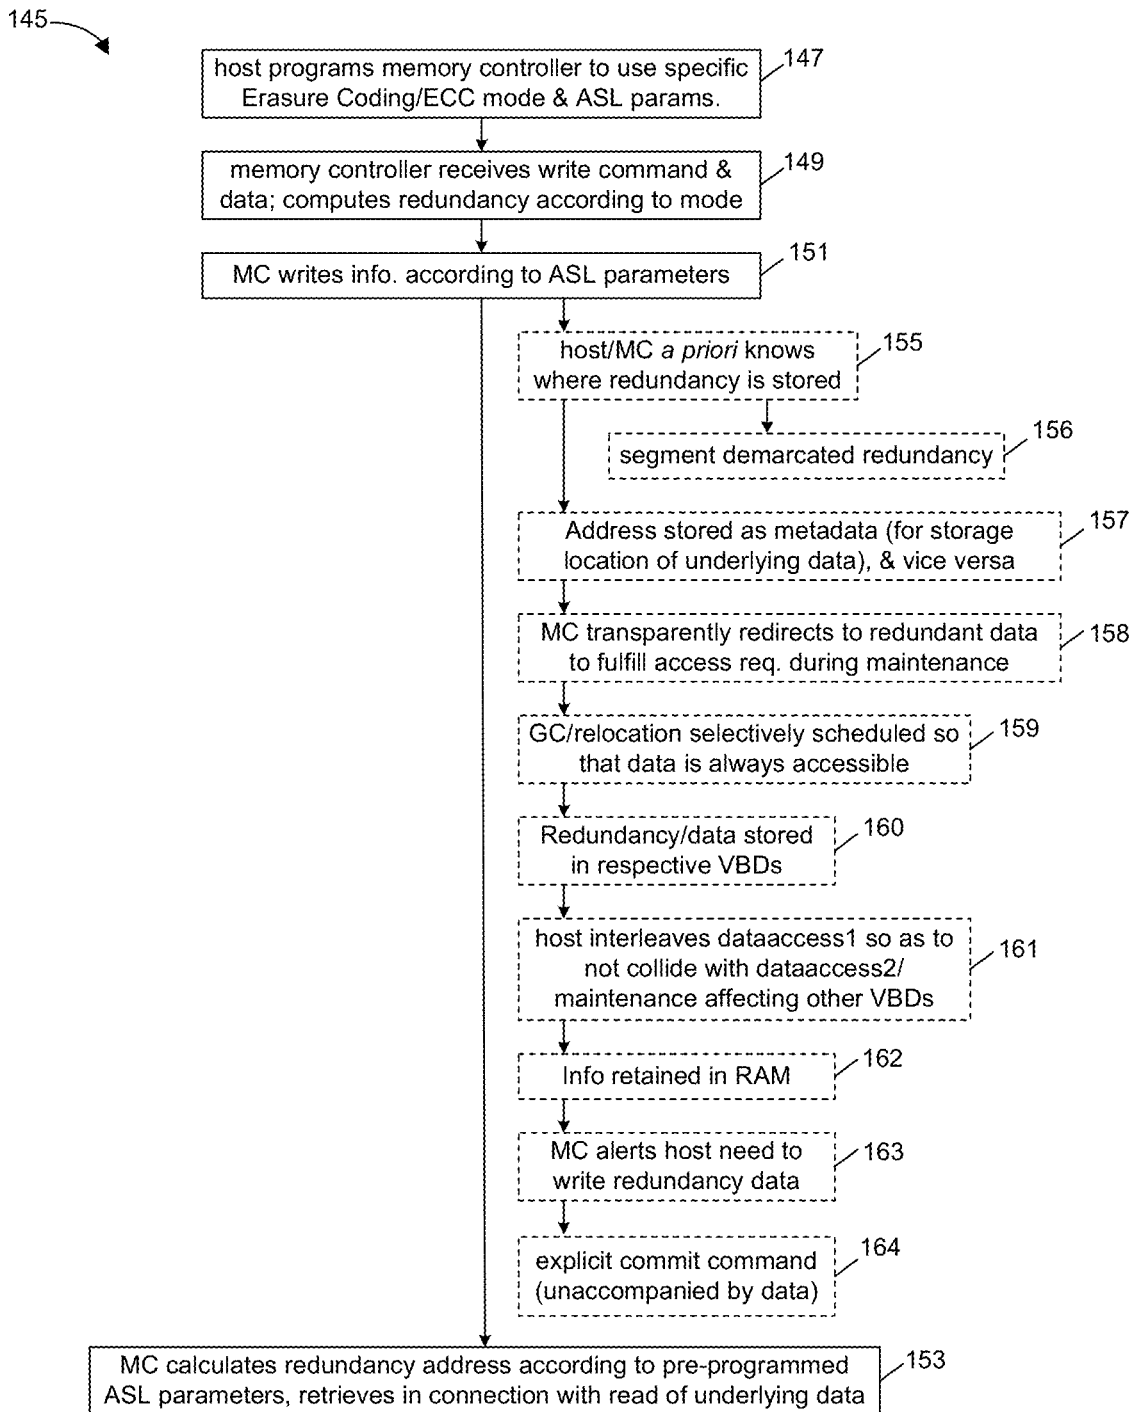 145
host programs memory controller to use specific
Erasure Coding/ECC mode & ASL params.
147
memory controller receives write command &
data; computes redundancy according to mode
149
MC writes info. according to ASL parameters
151
host/MC a priori knows
where redundancy is stored
155
segment demarcated redundancy
156
Address stored as metadata (for storage
location of underlying data), & vice versa
157
MC transparently redirects to redundant data
to fulfill access req. during maintenance
158
GC/relocation selectively scheduled so
that data is always accessible
159
Redundancy/data stored
in respective VBDs
160
host interleaves dataaccess1 so as to
not collide with dataaccess2/
maintenance affecting other VBDs
161
Info retained in RAM
162
MC alerts host need to
write redundancy data
163
explicit commit command
(unaccompanied by data)
164
MC calculates redundancy address according to pre-programmed
ASL parameters, retrieves in connection with read of underlying data
153